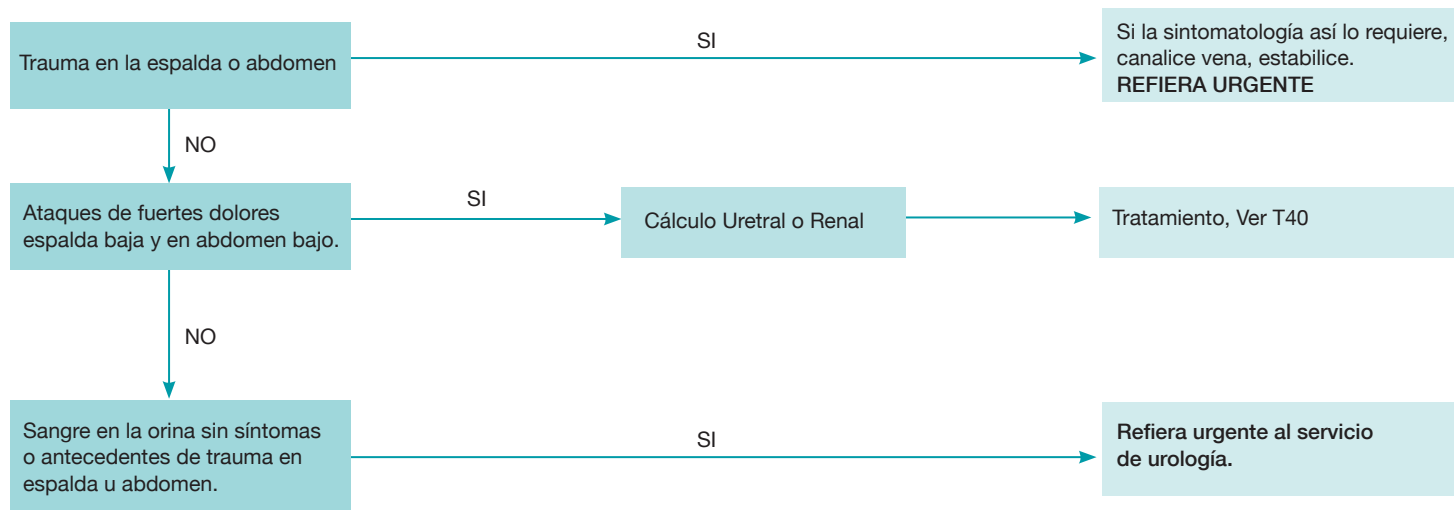 Trauma en la espalda o abdomen
SI
Si la sintomatología así lo requiere,
canalice vena, estabilice.
REFIERA URGENTE
NO
Ataques de fuertes dolores
espalda baja y en abdomen bajo.
SI
Cálculo Uretral o Renal
Tratamiento, Ver T40
NO
Sangre en la orina sin síntomas
o antecedentes de trauma en
espalda u abdomen.
SI
Refiera urgente al servicio
de urología.